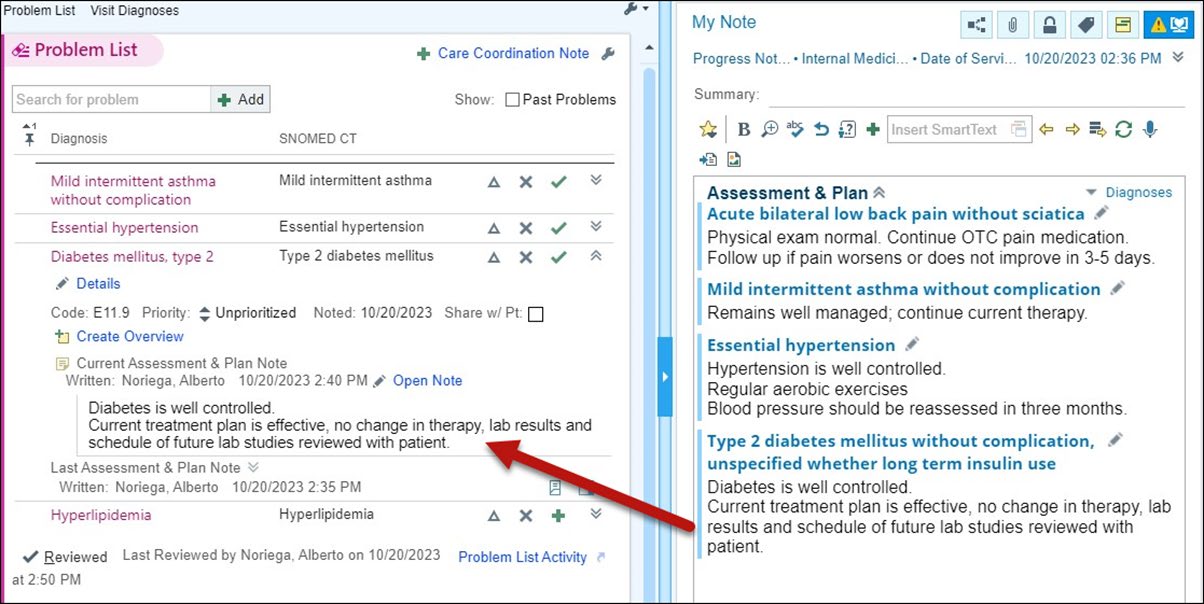 Problem List Visit Diagnoses
Problem List
Care Coordination Note
Search for problem
Add
Show: Past Problems
1
Diagnosis SNOMED CT
Mild intermittent asthma Mild intermittent asthma
without complication
Essential hypertension Essential hypertension
Diabetes mellitus, type 2 Type 2 diabetes mellitus
Details
Code: E11.9 Priority: Unprioritized Noted: 10/20/2023 Share w/ Pt:
Create Overview
Current Assessment & Plan Note
Written: Noriega, Alberto 10/20/2023 2:40 PM Open Note
Diabetes is well controlled.
Current treatment plan is effective, no change in therapy, lab results and
schedule of future lab studies reviewed with patient.
Last Assessment & Plan Note
Written: Noriega, Alberto 10/20/2023 2:35 PM
Hyperlipidemia Hyperlipidemia
Reviewed Last Reviewed by Noriega, Alberto on 10/20/2023 Problem List Activity
at 2:50 PM
My Note
Progress Not... • Internal Medici... • Date of Servi... 10/20/2023 02:36 PM
Summary:
B abc Insert SmartText
Assessment & Plan Diagnoses
Acute bilateral low back pain without sciatica
Physical exam normal. Continue OTC pain medication.
Follow up if pain worsens or does not improve in 3-5 days.
Mild intermittent asthma without complication
Remains well managed; continue current therapy.
Essential hypertension
Hypertension is well controlled.
Regular aerobic exercises
Blood pressure should be reassessed in three months.
Type 2 diabetes mellitus without complication,
unspecified whether long term insulin use
Diabetes is well controlled.
Current treatment plan is effective, no change in therapy, lab
results and schedule of future lab studies reviewed with
patient.